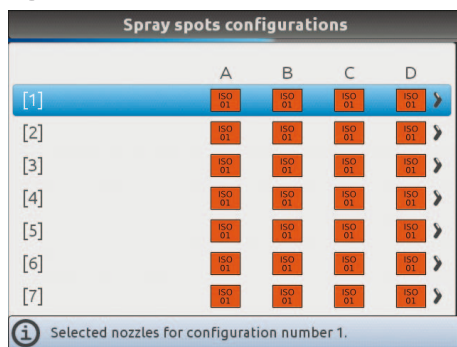 Spray spots configurations
A B C D
[1] ISO 01 ISO 01 ISO 01 ISO 01
[2] ISO 01 ISO 01 ISO 01 ISO 01
[3] ISO 01 ISO 01 ISO 01 ISO 01
[4] ISO 01 ISO 01 ISO 01 ISO 01
[5] ISO 01 ISO 01 ISO 01 ISO 01
[6] ISO 01 ISO 01 ISO 01 ISO 01
[7] ISO 01 ISO 01 ISO 01 ISO 01
Selected nozzles for configuration number 1.